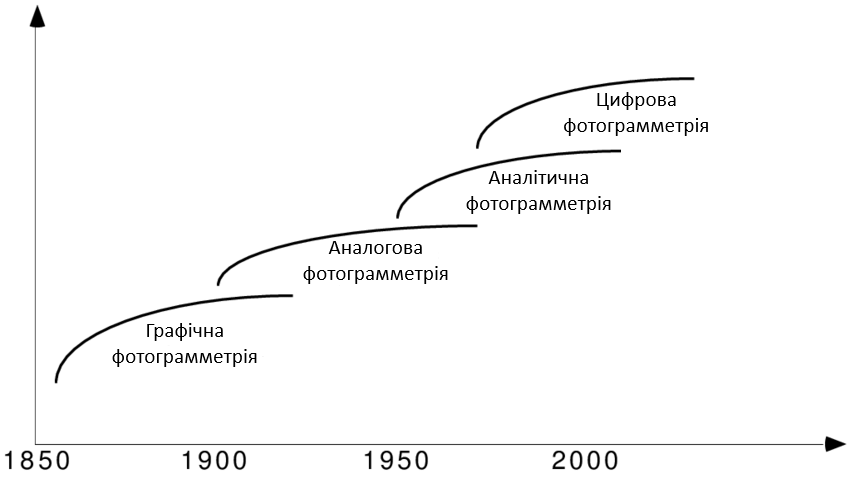 Цифрова
фотограмметрія
Аналітична
фотограмметрія
Аналогова
фотограмметрія
Графічна
фотограмметрія
1850 1900 1950 2000